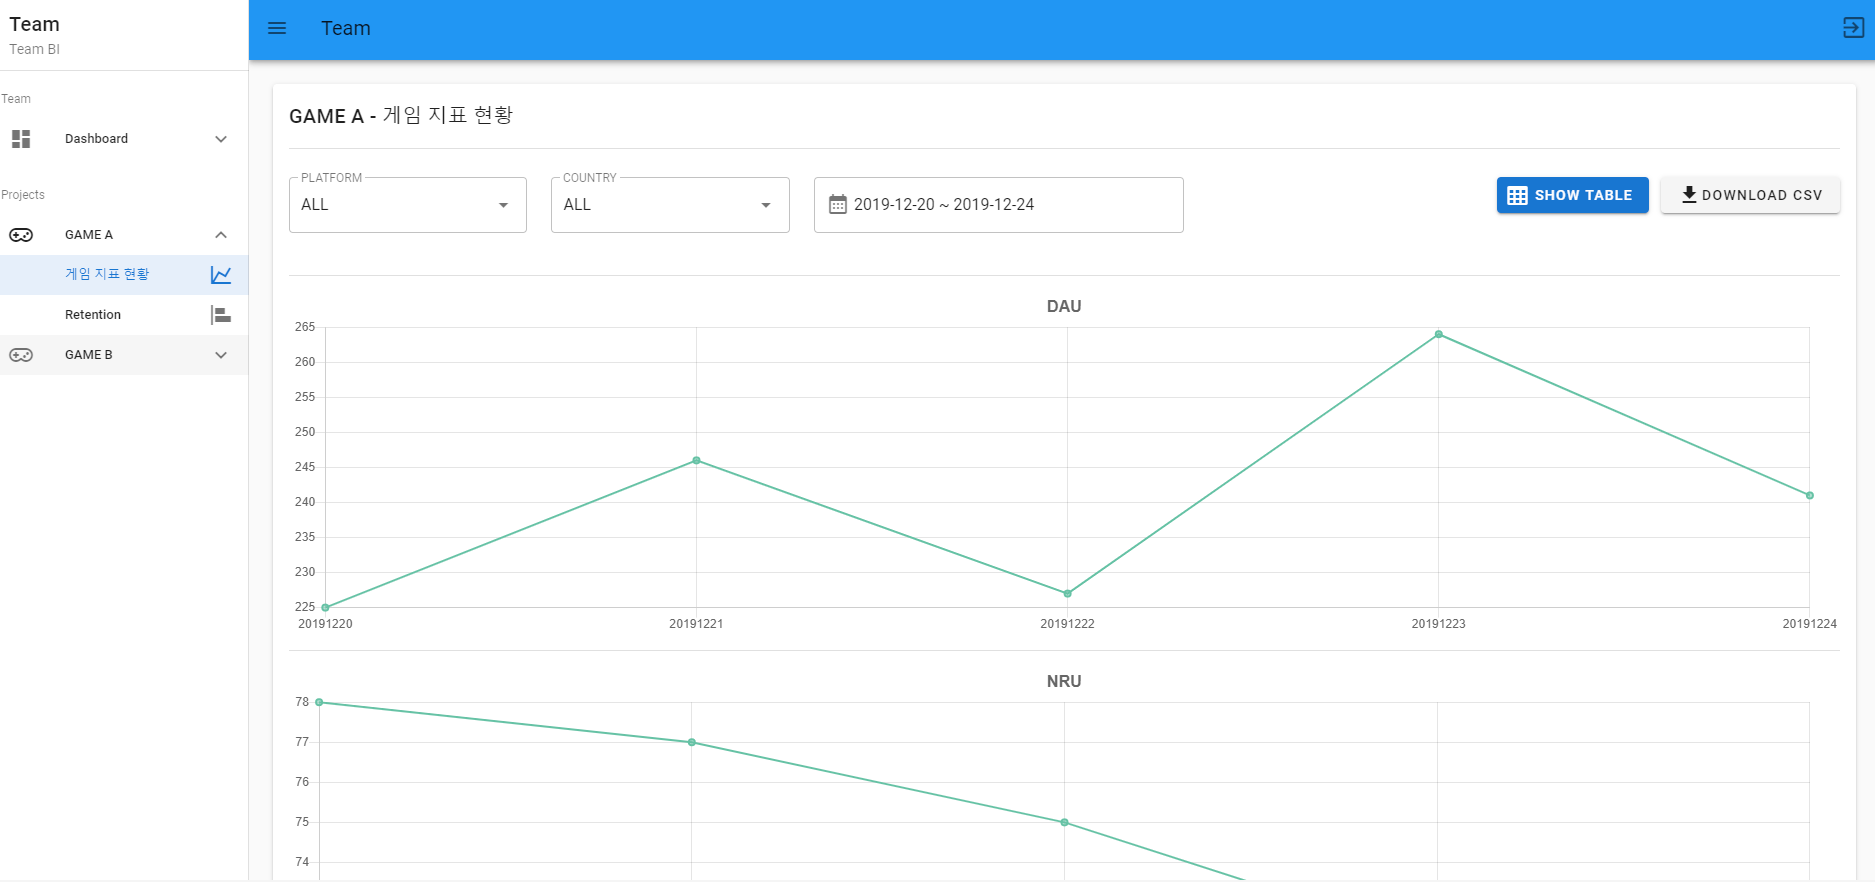 Team
Team BI
Team
Dashboard
Projects
GAME A
게임 지표 현황
Retention
GAME B
Team
GAME A - 게임 지표 현황
PLATFORM
ALL
COUNTRY
ALL
2019-12-20 ~ 2019-12-24
SHOW TABLE
DOWNLOAD CSV
DAU
265
260
255
250
245
240
235
230
225
20191220 20191221 20191222 20191223 20191224
NRU
78
77
76
75
74